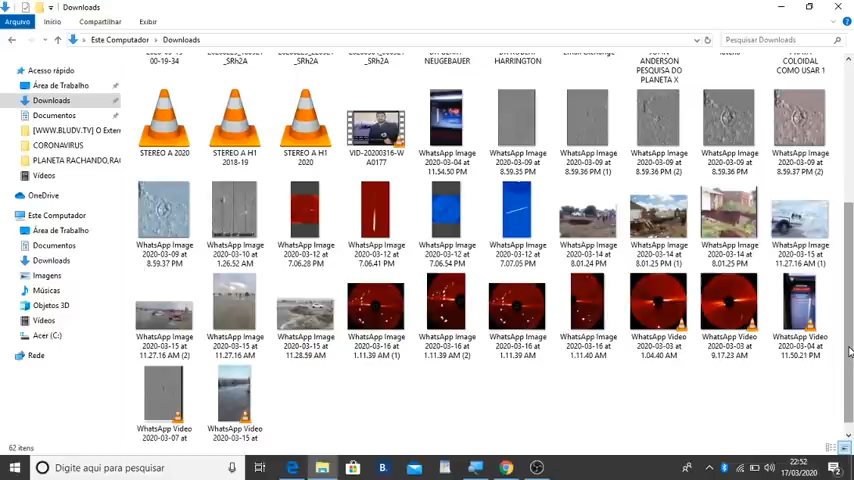 Downloads
Arquivo Início Compartilhar Exibir
Este Computador Downloads
Pesquisar Downloads
Acesso rápido
Área de Trabalho
Downloads
Documentos
[WWW.BLUDV.TV] O Exter
CORONAVIRUS
PLANETA RACHANDO,RAC
Vídeos
OneDrive
Este Computador
Área de Trabalho
Documentos
Downloads
Imagens
Músicas
Objetos 3D
Vídeos
Acer (C:)
Rede
00-19-34
_SRh2A
_SRh2A
_SRh2A
NEUGEBAUER
HARRINGTON
ANDERSON
PESQUISA DO
PLANETA X
COLOIDAL
COMO USAR 1
STEREO A 2020
STEREO A H1
2018-19
STEREO A H1
2020
VID-20200316-W
A0177
WhatsApp Image
2020-03-04 at
11.54.50 PM
WhatsApp Image
2020-03-09 at
8.59.35 PM
WhatsApp Image
2020-03-09 at
8.59.36 PM (1)
WhatsApp Image
2020-03-09 at
8.59.36 PM (2)
WhatsApp Image
2020-03-09 at
8.59.36 PM
WhatsApp Image
2020-03-09 at
8.59.37 PM (2)
WhatsApp Image
2020-03-09 at
8.59.37 PM
WhatsApp Image
2020-03-10 at
1.26.52 AM
WhatsApp Image
2020-03-12 at
7.06.28 PM
WhatsApp Image
2020-03-12 at
7.06.41 PM
WhatsApp Image
2020-03-12 at
7.06.54 PM
WhatsApp Image
2020-03-12 at
7.07.05 PM
WhatsApp Image
2020-03-14 at
8.01.24 PM
WhatsApp Image
2020-03-14 at
8.01.25 PM (1)
WhatsApp Image
2020-03-14 at
8.01.25 PM
WhatsApp Image
2020-03-15 at
11.27.16 AM (1)
WhatsApp Image
2020-03-15 at
11.27.16 AM (2)
WhatsApp Image
2020-03-15 at
11.27.16 AM
WhatsApp Image
2020-03-15 at
11.28.59 AM
WhatsApp Image
2020-03-16 at
1.11.39 AM (1)
WhatsApp Image
2020-03-16 at
1.11.39 AM (2)
WhatsApp Image
2020-03-16 at
1.11.39 AM
WhatsApp Image
2020-03-16 at
1.11.40 AM
WhatsApp Video
2020-03-03 at
1.04.40 AM
WhatsApp Video
2020-03-03 at
9.17.23 AM
WhatsApp Video
2020-03-04 at
11.50.21 PM
WhatsApp Video
2020-03-07 at
WhatsApp Video
2020-03-15 at
62 itens
Digite aqui para pesquisar
22:52
17/03/2020